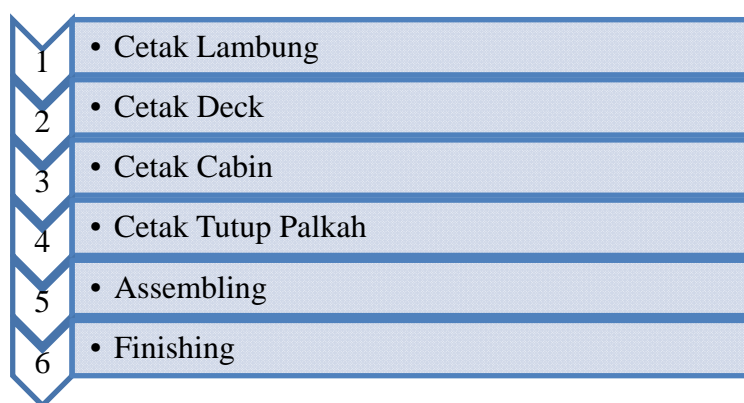 1 • Cetak Lambung
2 • Cetak Deck
3 • Cetak Cabin
4 • Cetak Tutup Palkah
5 • Assembling
6 • Finishing